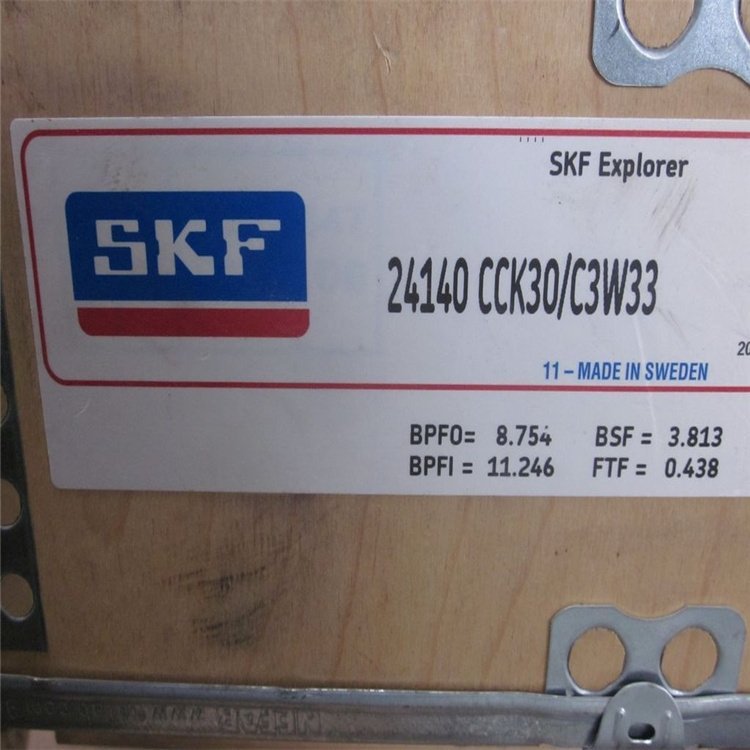 SKF Explorer
SKF
24140 CCK30/C3W33
20
11 – MADE IN SWEDEN
BPFO= 8.754 BSF = 3.813
BPFI = 11.246 FTF = 0.438